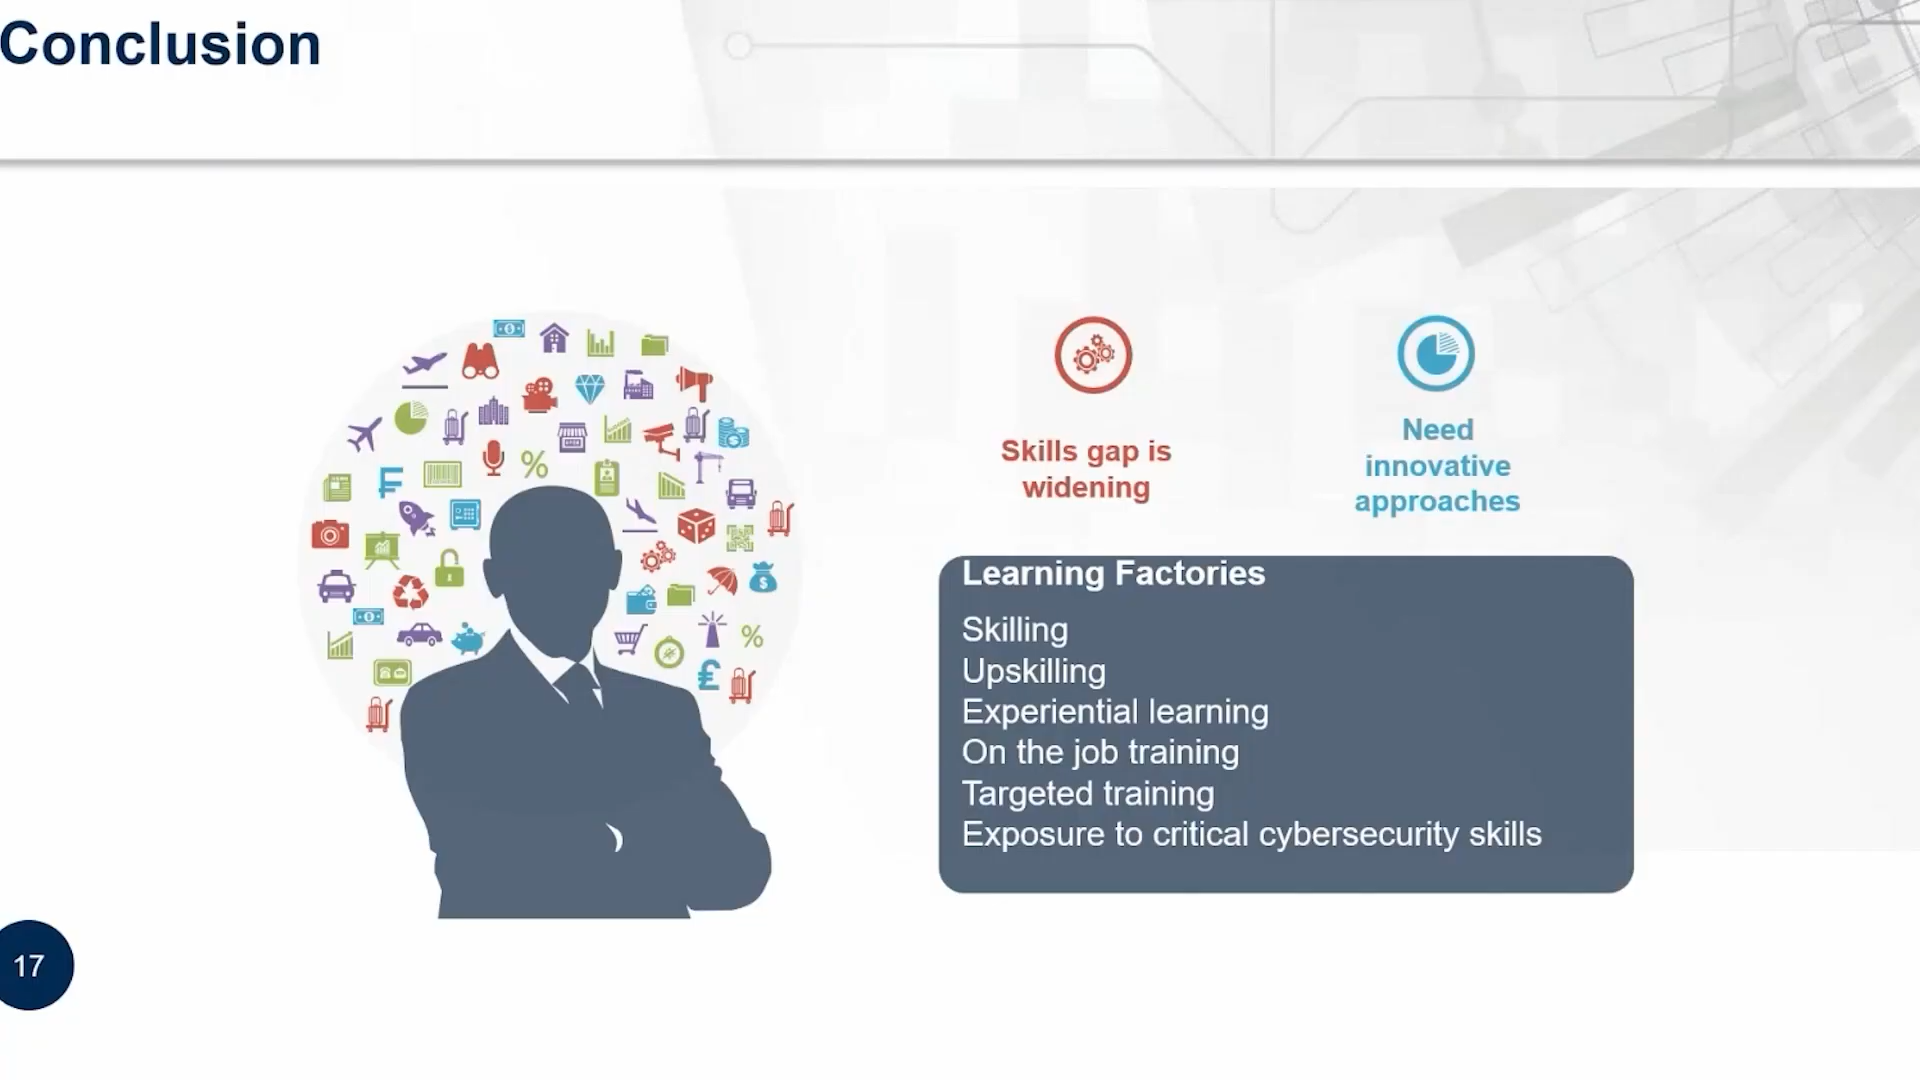 Conclusion
Skills gap is
widening
Need
innovative
approaches
Learning Factories
Skilling
Upskilling
Experiential learning
On the job training
Targeted training
Exposure to critical cybersecurity skills
17